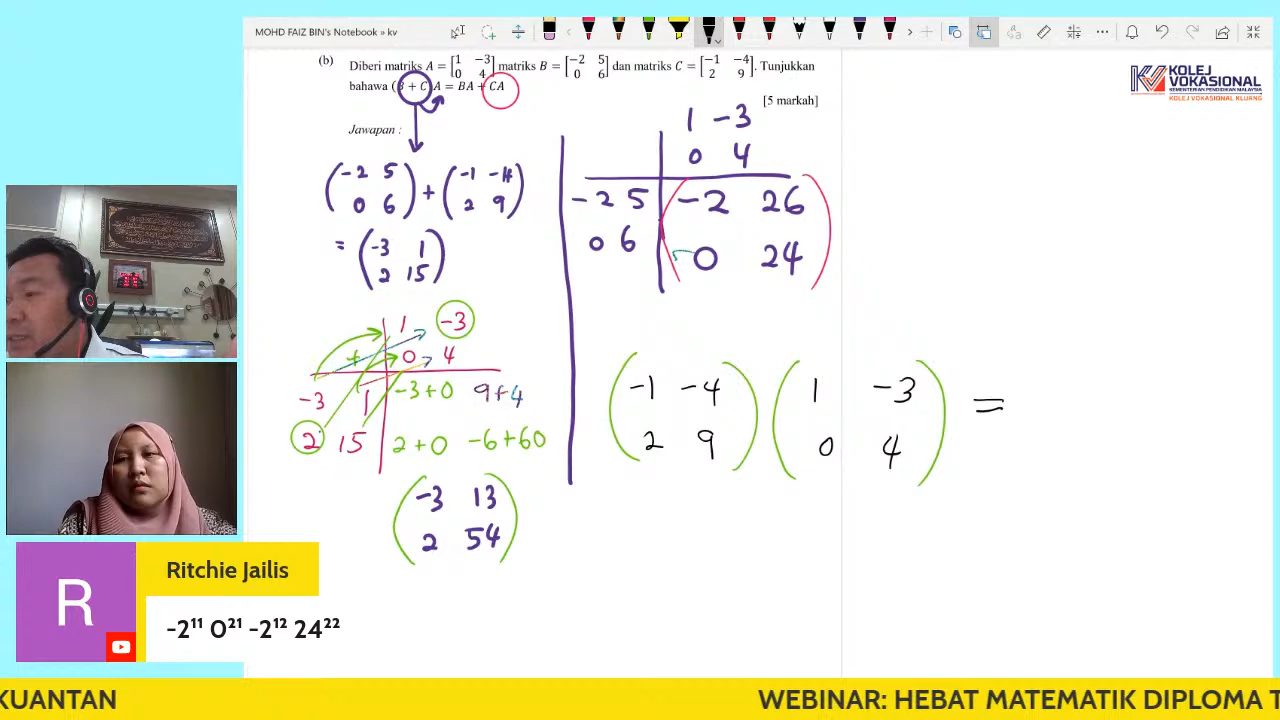 MOHD FAIZ BIN's Notebook » kv
KOLEJ
VOKASIONAL
KEMENTERIAN PENDIDIKAN MALAYSIA
KOLEJ VOKASIONAL KLUANG
(b) Diberi matriks A = [1 −3 matriks B = [−2 5 dan matriks C = [−1 −4]. Tunjukkan
0 4] 0 6] 2 9
bahawa (B + C)A = BA + CA
[5 markah]
Jawapan :
(-2 5 + (-1 -4
0 6) 2 9)
= (-3 1
2 15)
1 -3
+ 0 4
-3 1 -3+0 9+4
2 15 2+0 -6+60
(-3 13
2 54)
1 -3
0 4
-2 5 -2 26
0 6 0 24
(-1 -4 (1 -3 =
2 9) 0 4)
R
Ritchie Jailis
-2¹¹ 0²¹ -2¹² 24²²
KUANTAN
WEBINAR: HEBAT MATEMATIK DIPLOMA T